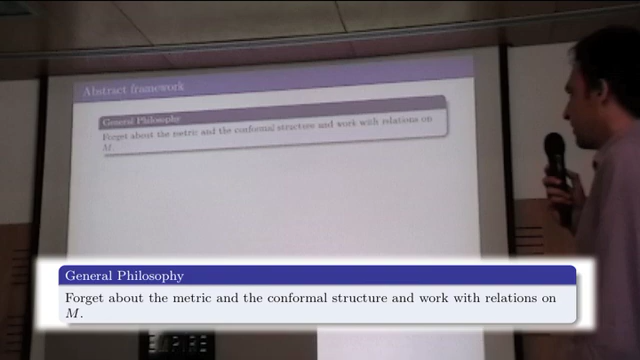 Abstract framework
General Philosophy
Forget about the metric and the conformal structure and work with relations on
M.
General Philosophy
Forget about the metric and the conformal structure and work with relations on
M.